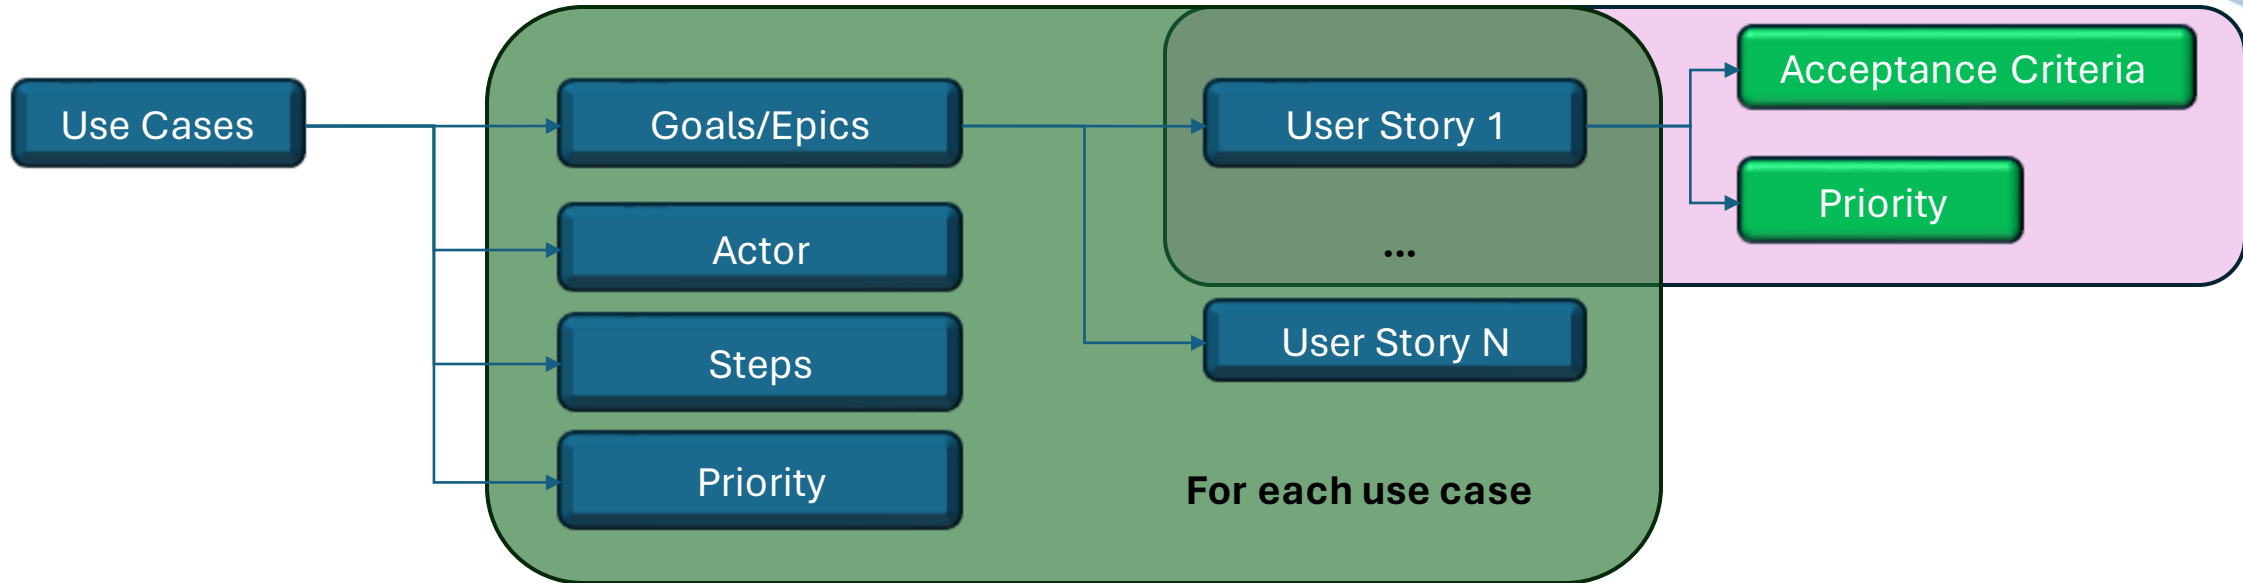 Use Cases
Goals/Epics
Actor
Steps
Priority
User Story 1
...
User Story N
For each use case
Acceptance Criteria
Priority